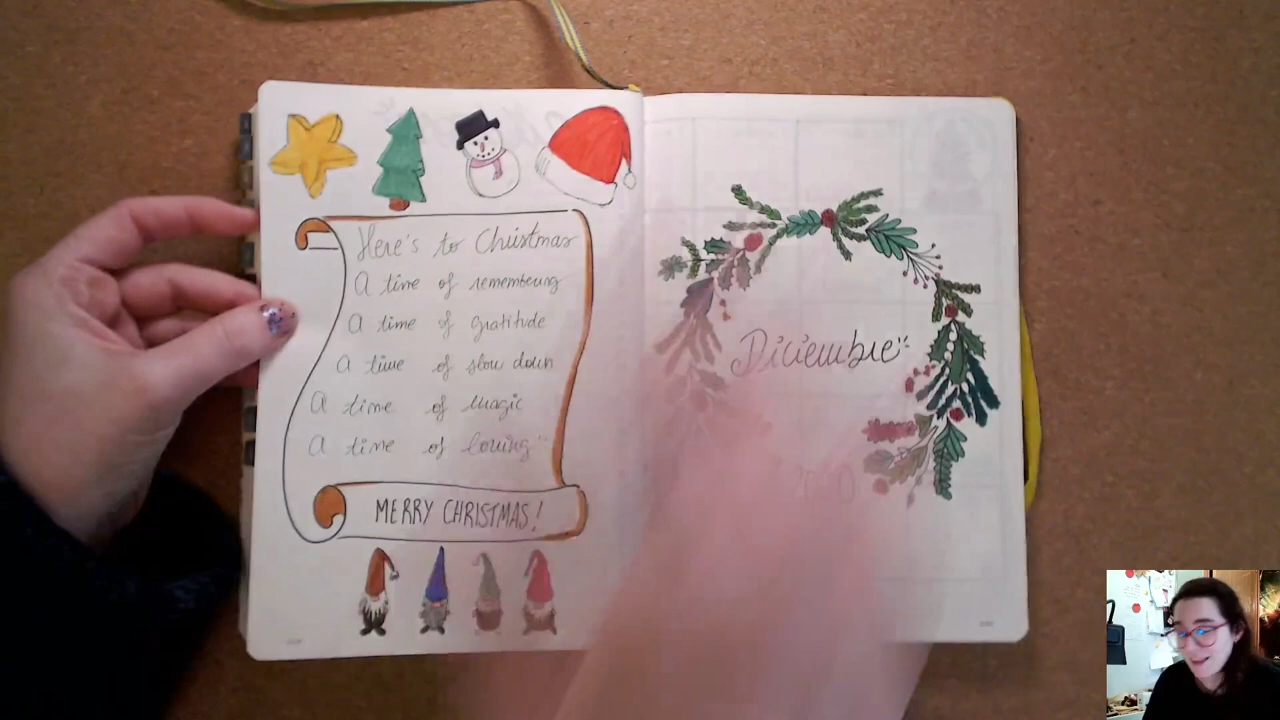 Here's to Christmas
A time of remembering
A time of gratitude
A time of slow down
A time of magic
A time of loving
MERRY CHRISTMAS!
Diciembre